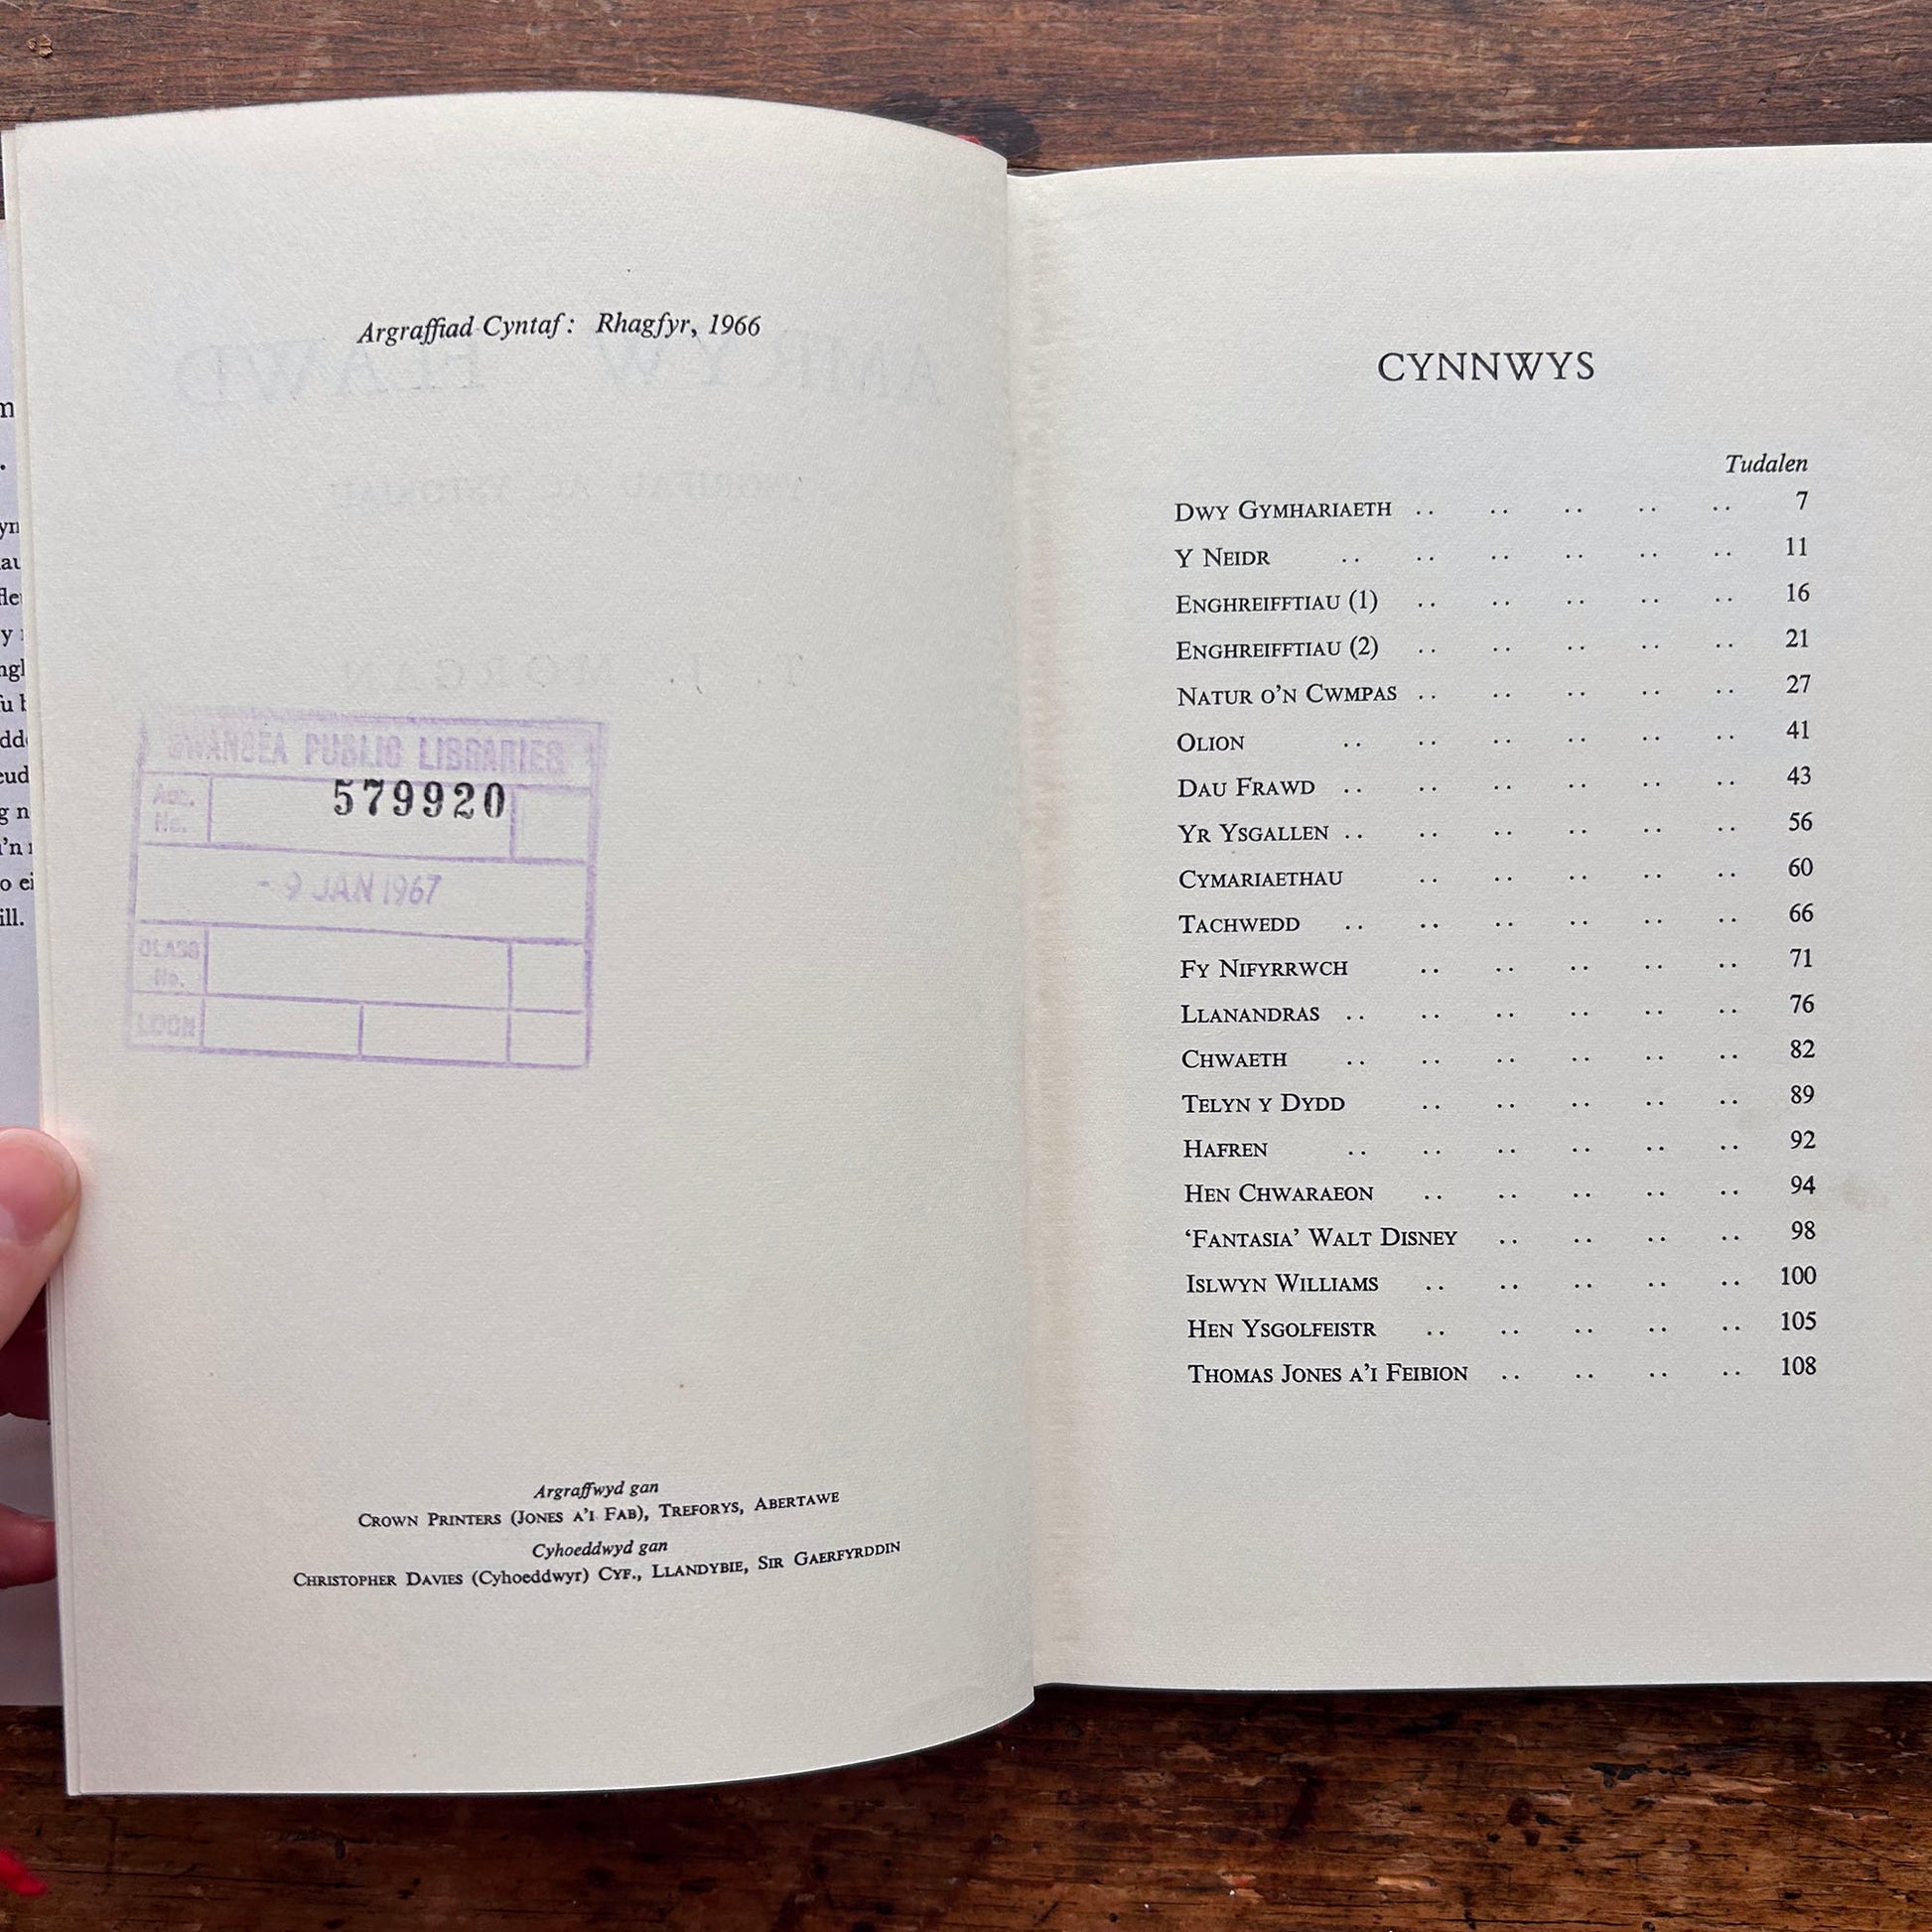 Argraffiad Cyntaf: Rhagfyr, 1966
SWANSEA PUBLIC LIBRARIES
Acc. No. 579920
- 9 JAN 1967
CLASS No.
Argraffwyd gan
CROWN PRINTERS (JONES A'I FAB), TREFORYS, ABERTAWE
Cyhoeddwyd gan
CHRISTOPHER DAVIES (Cyhoeddwyr) CYF., LLANDYBIE, SIR GAERFYRDDIN
CYNNWYS
Tudalen
DWY GYMHARIAETH .. .. .. .. .. 7
Y NEIDR .. .. .. .. .. .. 11
ENGHREIFFTIAU (1) .. .. .. .. .. 16
ENGHREIFFTIAU (2) .. .. .. .. .. 21
NATUR O'N CWMPAS .. .. .. .. .. 27
OLION .. .. .. .. .. .. 41
DAU FRAWD .. .. .. .. .. .. 43
YR YSGALLEN .. .. .. .. .. .. 56
CYMARIAETHAU .. .. .. .. .. 60
TACHWEDD .. .. .. .. .. .. 66
FY NIFYRRWCH .. .. .. .. .. 71
LLANANDRAS .. .. .. .. .. .. 76
CHWAETH .. .. .. .. .. .. 82
TELYN Y DYDD .. .. .. .. .. 89
HAFREN .. .. .. .. .. .. 92
HEN CHWARAEON .. .. .. .. .. 94
‘FANTASIA’ WALT DISNEY .. .. .. .. 98
ISLWYN WILLIAMS .. .. .. .. .. 100
HEN YSGOLFEISTR .. .. .. .. .. 105
THOMAS JONES A'I FEIBION .. .. .. .. 108